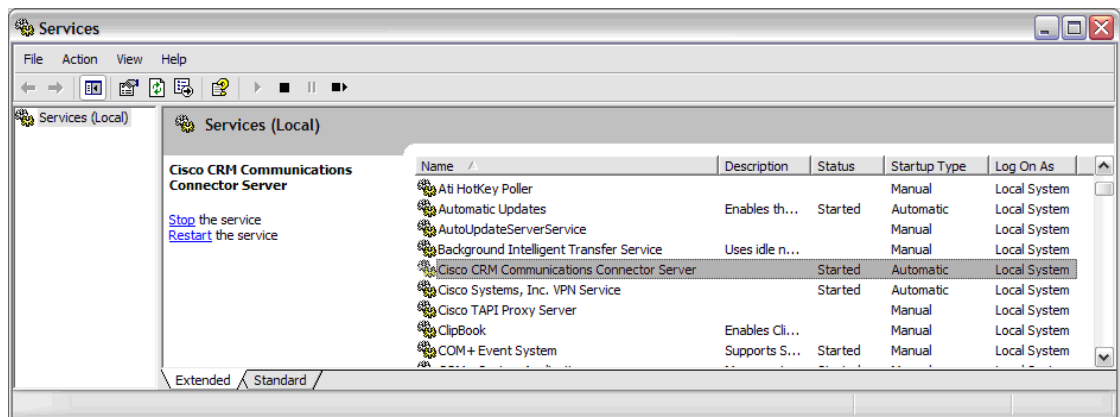 Services
File Action View Help
Services (Local)
Services (Local)
Cisco CRM Communications
Connector Server
Stop the service
Restart the service
Name Description Status Startup Type Log On As
Ati HotKey Poller Manual Local System
Automatic Updates Enables th... Started Automatic Local System
AutoUpdateServerService Manual Local System
Background Intelligent Transfer Service Uses idle n... Manual Local System
Cisco CRM Communications Connector Server Started Automatic Local System
Cisco Systems, Inc. VPN Service Started Automatic Local System
Cisco TAPI Proxy Server Manual Local System
ClipBook Enables Cli... Manual Local System
COM+ Event System Supports S... Started Manual Local System
Extended Standard